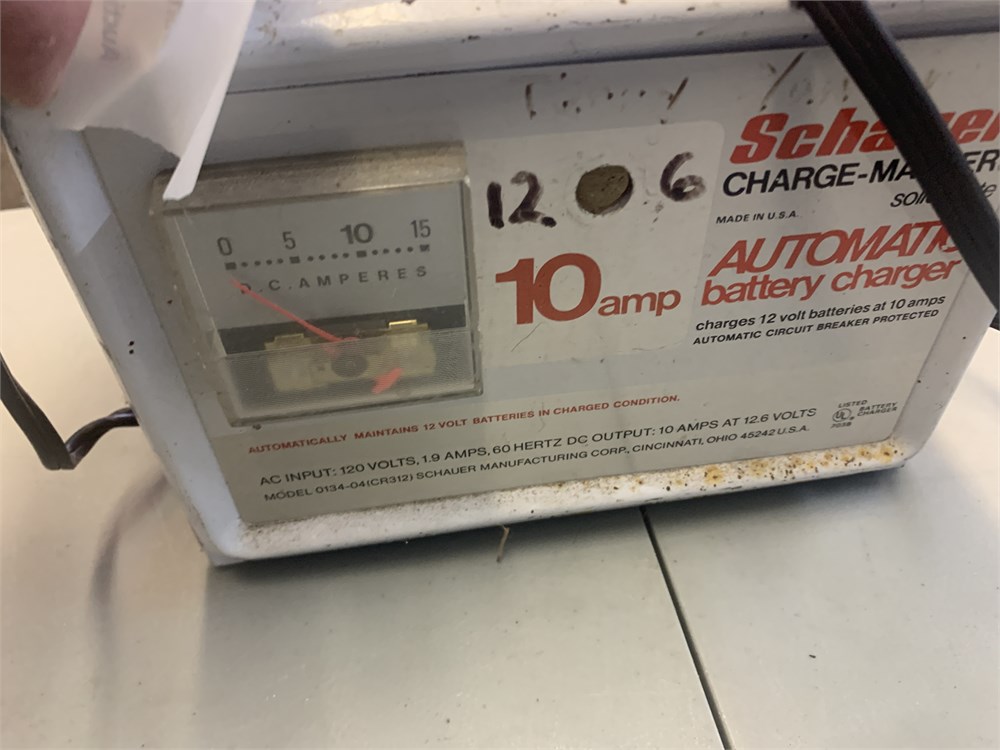 0 5 10 15
D.C. AMPERES
12 6
10 amp
MADE IN U.S.A.
AUTOMATIC
battery charger
charges 12 volt batteries at 10 amps
AUTOMATIC CIRCUIT BREAKER PROTECTED
AUTOMATICALLY MAINTAINS 12 VOLT BATTERIES IN CHARGED CONDITION.
AC INPUT: 120 VOLTS, 1.9 AMPS, 60 HERTZ DC OUTPUT: 10 AMPS AT 12.6 VOLTS
MODEL 0134-04(CR312) SCHAUER MANUFACTURING CORP., CINCINNATI, OHIO 45242 U.S.A.
LISTED
UL BATTERY
CHARGER